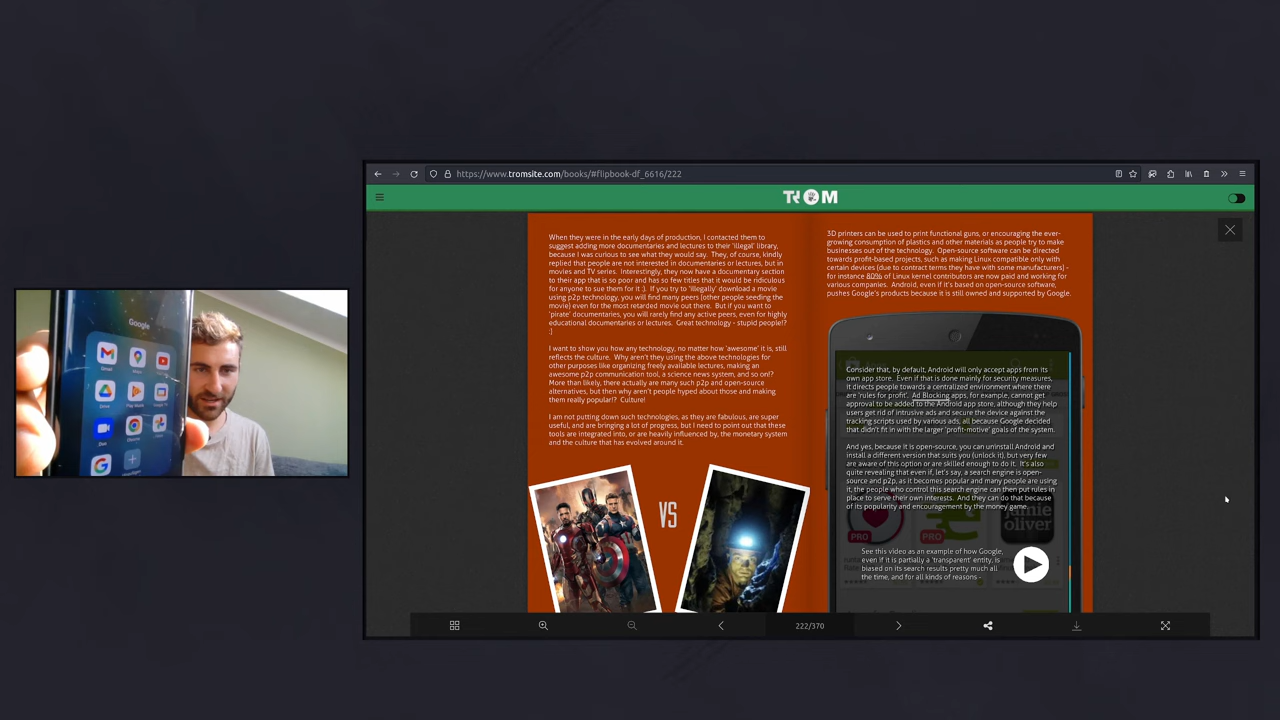 https://www.tromsite.com/books/#flipbook-df_6616/222
TROM
When they were in the early days of production, I contacted them to
suggest adding more documentaries and lectures to their 'illegal' library,
because I was curious to see what they would say. They, of course, kindly
replied that people are not interested in documentaries or lectures, but in
movies and TV series. Interestingly, they now have a documentary section
to their app that is so poor and has so few titles that it would be ridiculous
for anyone to sue them for it :). If you try to 'illegally' download a movie
using p2p technology, you will find many peers (other people seeding the
movie) even for the most retarded movie out there. But if you want to
'pirate' documentaries, you will rarely find any active peers, even for highly
educational documentaries or lectures. Great technology - stupid people!?
:)
I want to show you how any technology, no matter how 'awesome' it is, still
reflects the culture. Why aren't they using the above technologies for
other purposes like organizing freely available lectures, making an
awesome p2p communication tool, a science news system, and so on!?
More than likely, there actually are many such p2p and open-source
alternatives, but then why aren't people hyped about those and making
them really popular!? Culture!
I am not putting down such technologies, as they are fabulous, are super
useful, and are bringing a lot of progress, but I need to point out that these
tools are integrated into, or are heavily influenced by, the monetary system
and the culture that has evolved around it.
VS
3D printers can be used to print functional guns, or encouraging the ever-
growing consumption of plastics and other materials as people try to make
businesses out of the technology. Open-source software can be directed
towards profit-based projects, such as making Linux compatible only with
certain devices (due to contract terms they have with some manufacturers) -
for instance 80% of Linux kernel contributors are now paid and working for
various companies. Android, even if it's based on open-source software,
pushes Google's products because it is still owned and supported by Google.
Consider that, by default, Android will only accept apps from its
own app store. Even if that is done mainly for security measures,
it directs people towards a centralized environment where there
are 'rules for profit'. Ad Blocking apps, for example, cannot get
approval to be added to the Android app store, although they help
users get rid of intrusive ads and secure the device against the
tracking scripts used by various ads, all because Google decided
that didn't fit in with the larger 'profit-motive' goals of the system.
And yes, because it is open-source, you can uninstall Android and
install a different version that suits you (unlock it), but very few
are aware of this option or are skilled enough to do it. It's also
quite revealing that even if, let's say, a search engine is open-
source and p2p, as it becomes popular and many people are using
it, the people who control this search engine can then put rules in
place to serve their own interests. And they can do that because
of its popularity and encouragement by the money game.
PRO
PRO
jamie
oliver
See this video as an example of how Google,
even if it is partially a 'transparent' entity, is
biased on its search results pretty much all
the time, and for all kinds of reasons -
222/370
Google
Gmail
Drive
Chrome